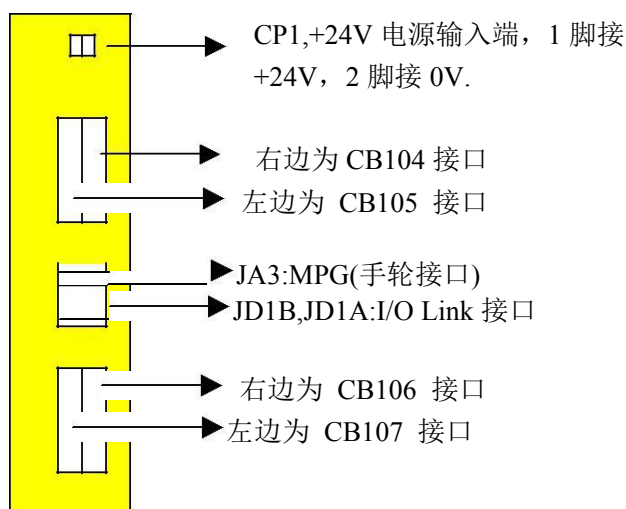 CP1,+24V 电源输入端，1 脚接
+24V，2 脚接 0V.
右边为 CB104 接口
左边为 CB105 接口
JA3:MPG(手轮接口)
JD1B,JD1A:I/O Link 接口
右边为 CB106 接口
左边为 CB107 接口